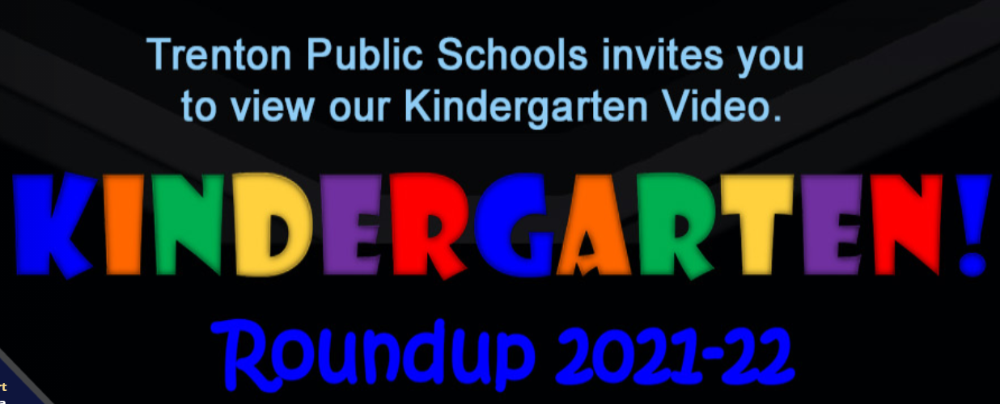 Trenton Public Schools invites you
to view our Kindergarten Video.
KINDERGARTEN!
Roundup 2021-22